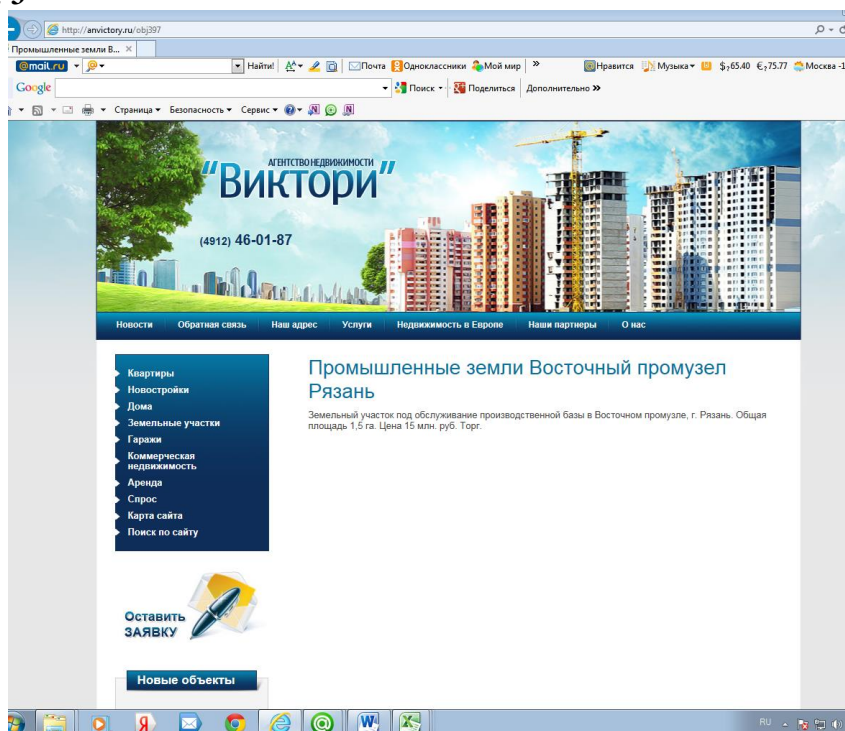 http://anvictory.ru/obj397
Промышленные земли В... ×
@mail.ru Найти! Почта Одноклассники Мой мир » Нравится Музыка $↑65.40 €↑75.77 Москва -1
Google Поиск Поделиться Дополнительно »
Страница Безопасность Сервис
АГЕНТСТВО НЕДВИЖИМОСТИ
"Виктори"
(4912) 46-01-87
Новости Обратная связь Наш адрес Услуги Недвижимость в Европе Наши партнеры О нас
Промышленные земли Восточный промузел
Рязань
Земельный участок под обслуживание производственной базы в Восточном промузле, г. Рязань. Общая
площадь 1,5 га. Цена 15 млн. руб. Торг.
Квартиры
Новостройки
Дома
Земельные участки
Гаражи
Коммерческая
недвижимость
Аренда
Спрос
Карта сайта
Поиск по сайту
Оставить
ЗАЯВКУ
Новые объекты
RU